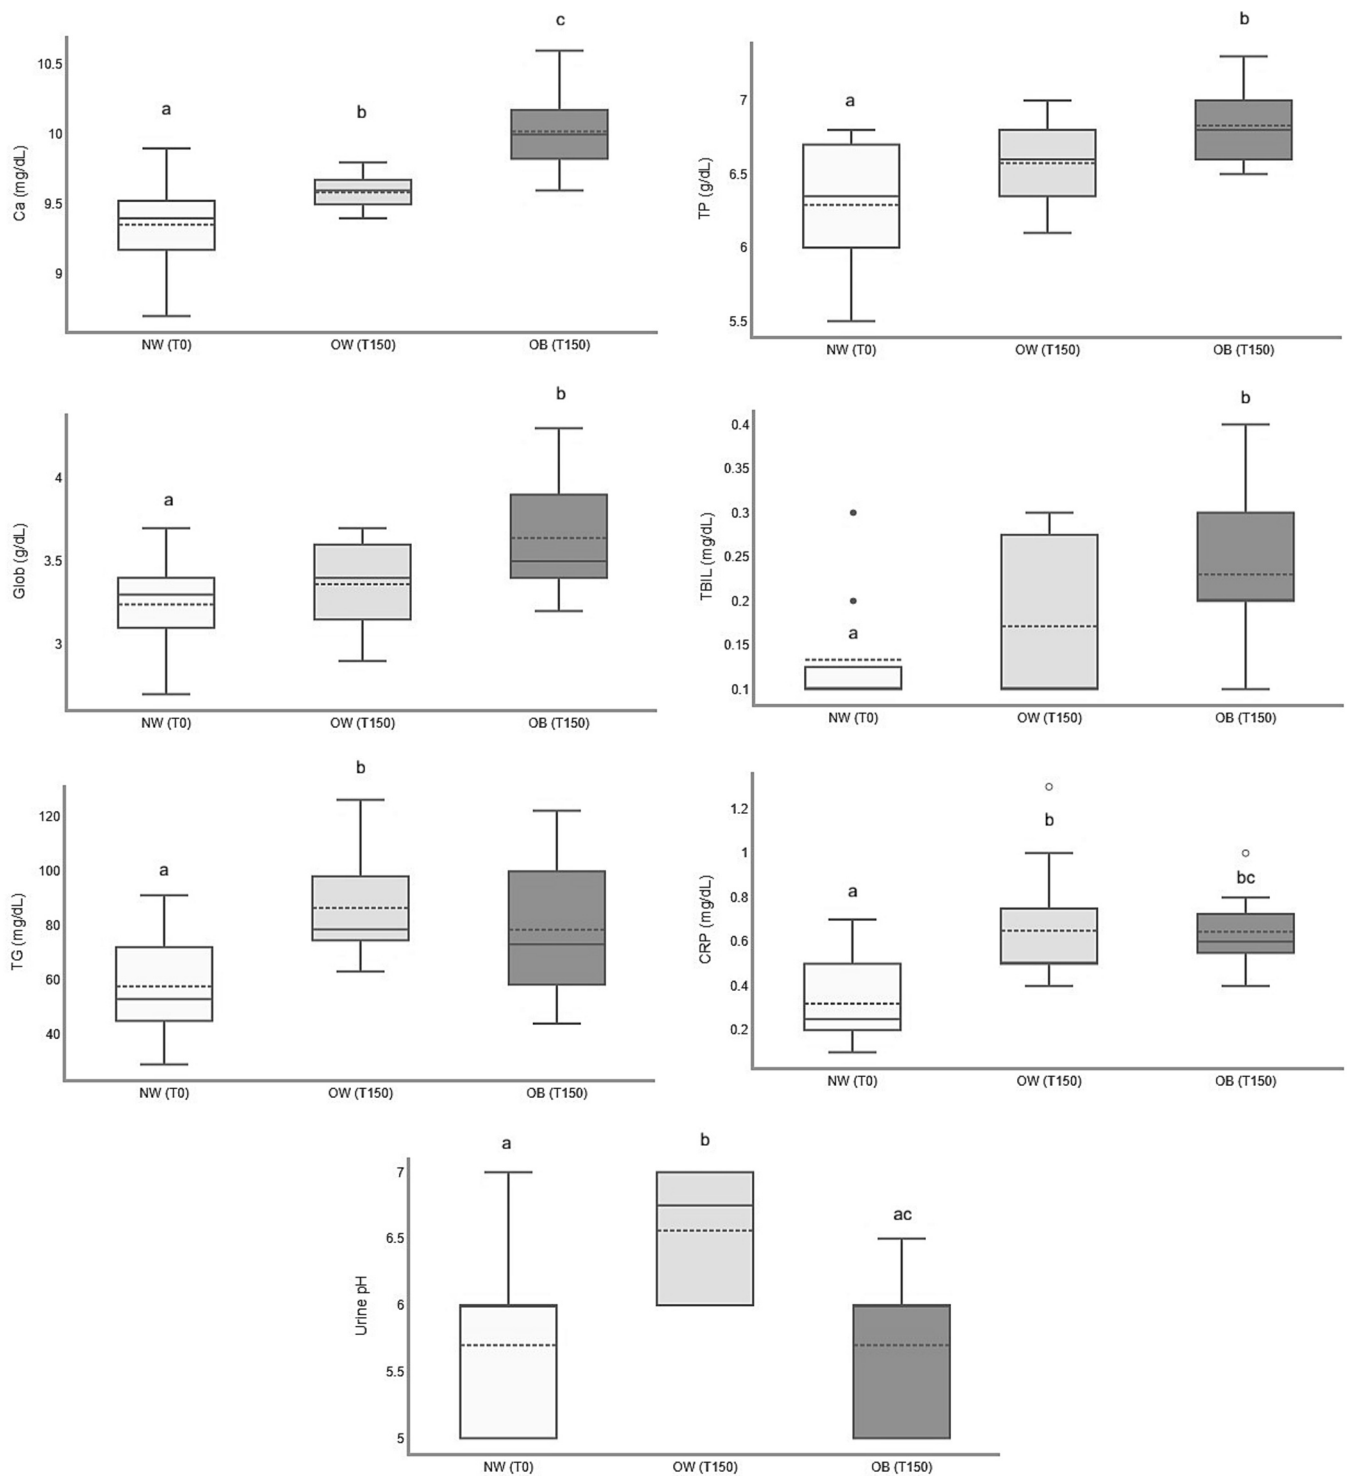 c
10.5
a
b
10
9.5
9
Ca (mg/dL)
NW (T0) OW (T150) OB (T150)
b
7
a
6.5
6
5.5
TP (g/dL)
NW (T0) OW (T150) OB (T150)
b
4
a
3.5
3
Glob (g/dL)
NW (T0) OW (T150) OB (T150)
b
0.4
0.35
0.3
0.25
0.2
a
0.15
0.1
TBIL (mg/dL)
NW (T0) OW (T150) OB (T150)
b
120
100
a
80
60
40
TG (mg/dL)
NW (T0) OW (T150) OB (T150)
1.2
b
1
a
bc
0.8
0.6
0.4
0.2
CRP (mg/dL)
NW (T0) OW (T150) OB (T150)
a
b
7
ac
6.5
6
5.5
5
Urine pH
NW (T0) OW (T150) OB (T150)